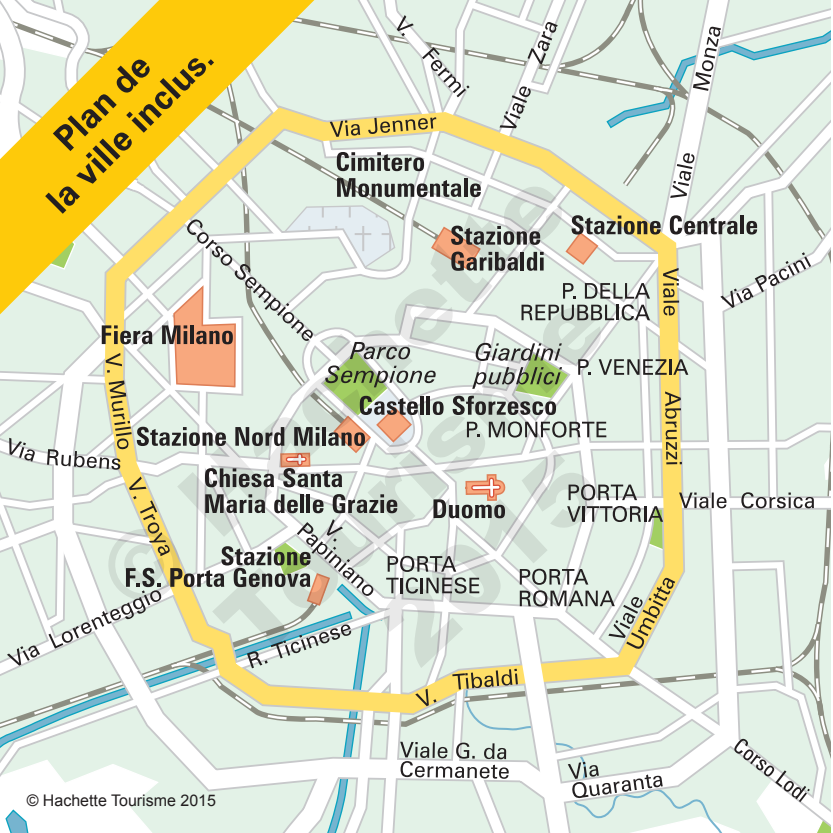 Plan de
la ville inclus.
V. Fermi
Viale Zara
Viale Monza
Via Jenner
Cimitero
Monumentale
Stazione
Garibaldi
Stazione Centrale
Corso Sempione
P. DELLA
REPUBBLICA
Viale Abruzzi
Via Pacini
Fiera Milano
Parco
Sempione
Giardini
pubblici
P. VENEZIA
V. Murillo
Castello Sforzesco
P. MONFORTE
Stazione Nord Milano
Via Rubens
Chiesa Santa
Maria delle Grazie
Duomo
PORTA
VITTORIA
Viale Corsica
V. Troya
V. Papiniano
Stazione
F.S. Porta Genova
PORTA
TICINESE
PORTA
ROMANA
Viale Umbitta
Via Lorenteggio
R. Ticinese
V. Tibaldi
Viale G. da
Cermanete
Via
Quaranta
Corso Lodi
© Hachette Tourisme 2015
© Hachette
Tourisme
2015